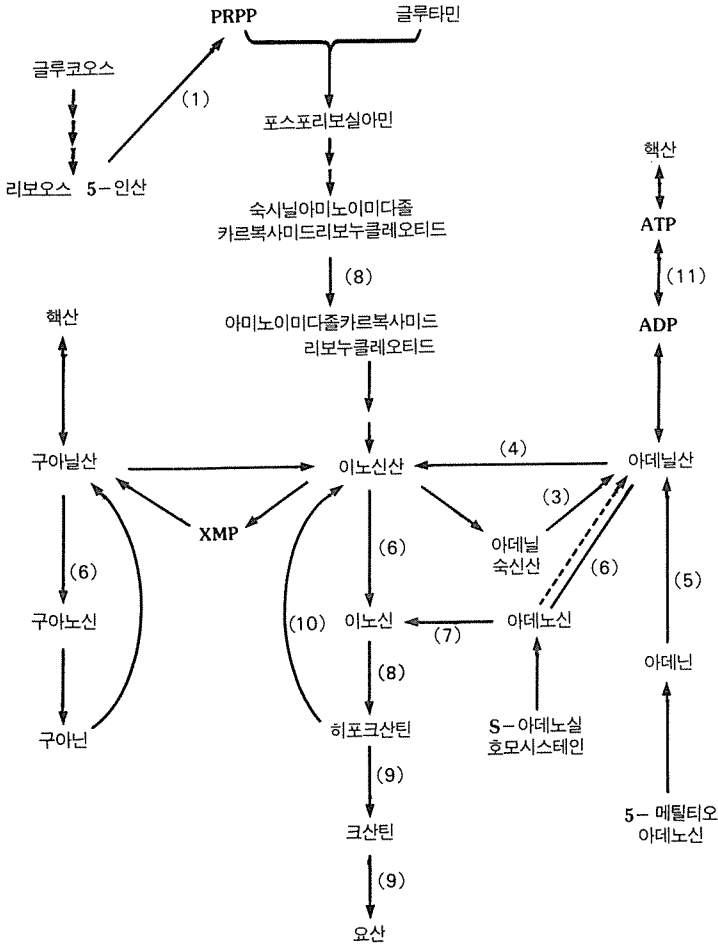 PRPP
글루타민
글루코오스
(1)
포스포리보실아민
리보오스 5-인산
핵산
숙시닐아미노이미다졸
카르복사미드리보누클레오티드
ATP
(8)
(11)
핵산
아미노이미다졸카르복사미드
리보누클레오티드
ADP
구아닐산
이노신산
(4)
아데닐산
XMP
(3)
아데닐
숙신산
(6)
(6)
(6)
(5)
구아노신
(10)
이노신
(7)
아데노신
(8)
아데닌
구아닌
히포크산틴
S-아데노실
호모시스테인
(9)
크산틴
5- 메틸티오
아데노신
(9)
요산